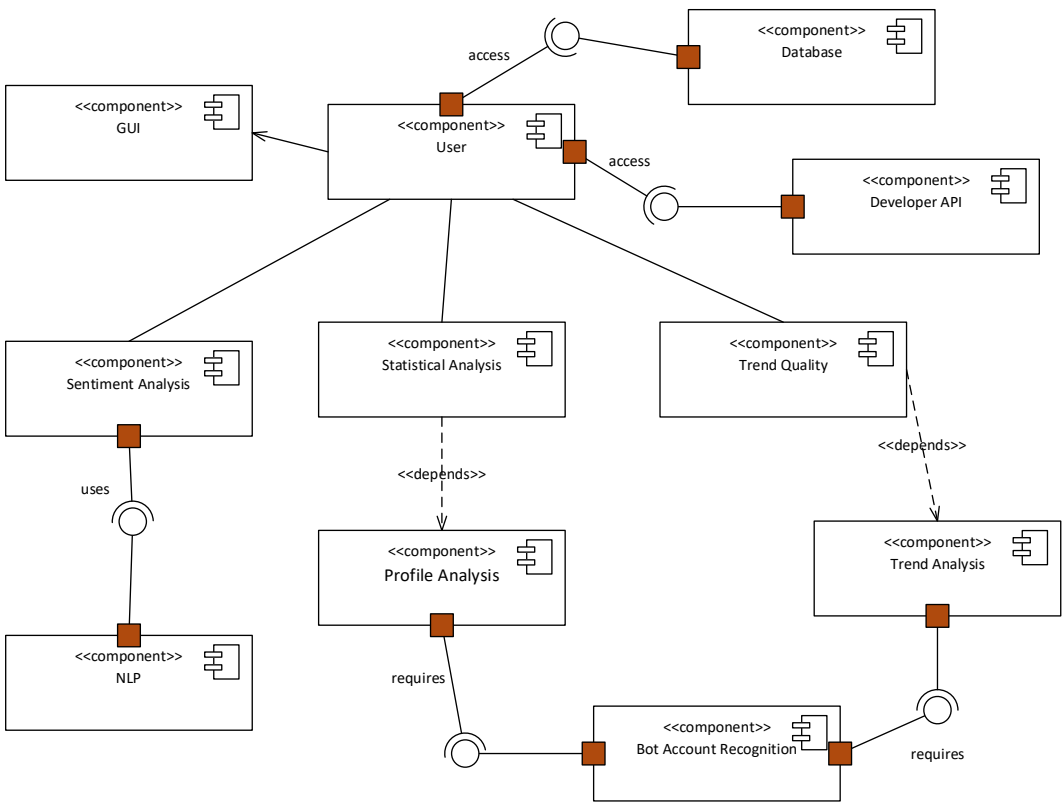 <<component>>
Database
access
<<component>>
GUI
<<component>>
User
access
<<component>>
Developer API
<<component>>
Sentiment Analysis
<<component>>
Statistical Analysis
<<component>>
Trend Quality
<<depends>>
<<depends>>
uses
<<component>>
Profile Analysis
<<component>>
Trend Analysis
<<component>>
NLP
requires
<<component>>
Bot Account Recognition
requires